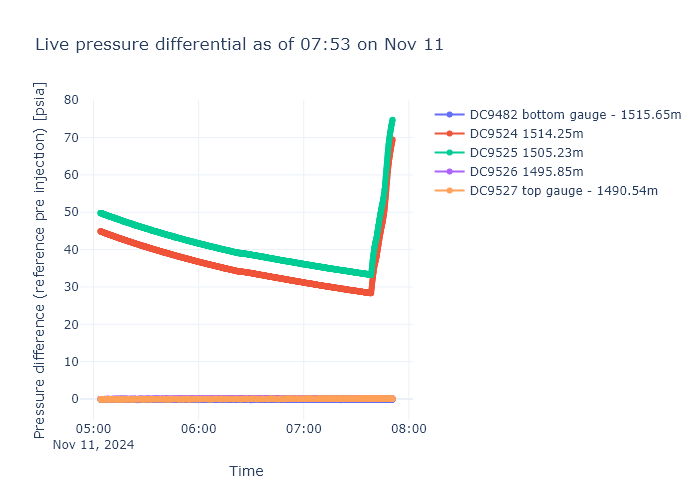 Live pressure differential as of 07:53 on Nov 11
Pressure difference (reference pre injection) [psia]
80
70
60
50
40
30
20
10
0
05:00
Nov 11, 2024
06:00
07:00
08:00
Time
DC9482 bottom gauge - 1515.65m
DC9524 1514.25m
DC9525 1505.23m
DC9526 1495.85m
DC9527 top gauge - 1490.54m